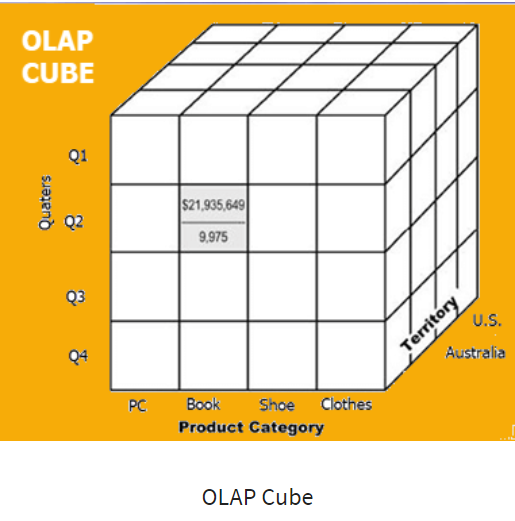 OLAP
CUBE
Q1
Quaters
$21,935,649
Q2
9,975
Q3
Territory
U.S.
Q4
Australia
PC Book Shoe Clothes
Product Category
OLAP Cube